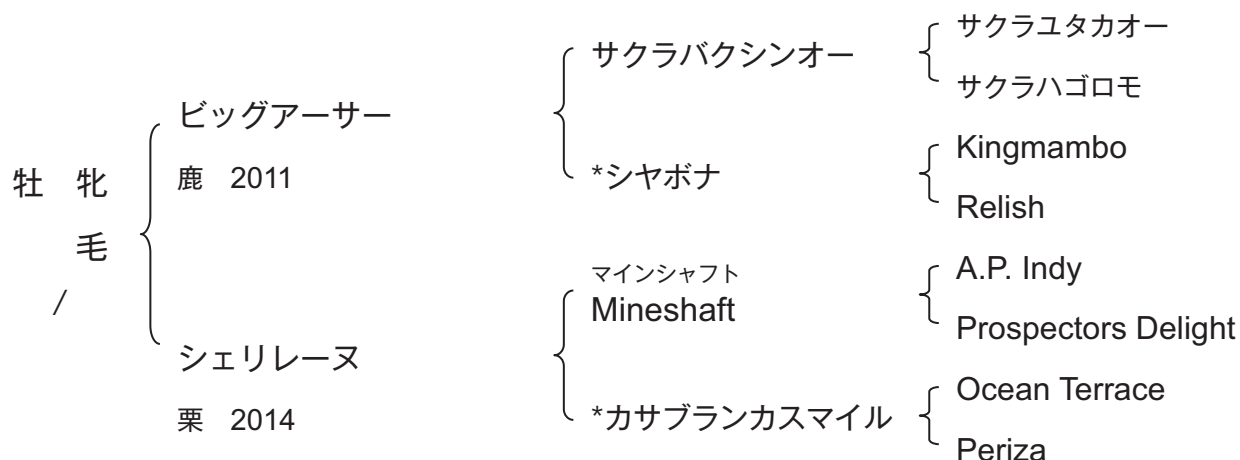 サクラユタカオー
サクラバクシンオー
サクラハゴロモ
ビッグアーサー
鹿 2011
Kingmambo
*シヤボナ
Relish
牡 牝
毛
/
マインシャフト
Mineshaft
A.P. Indy
Prospectors Delight
シェリレーヌ
栗 2014
Ocean Terrace
*カサブランカスマイル
Periza